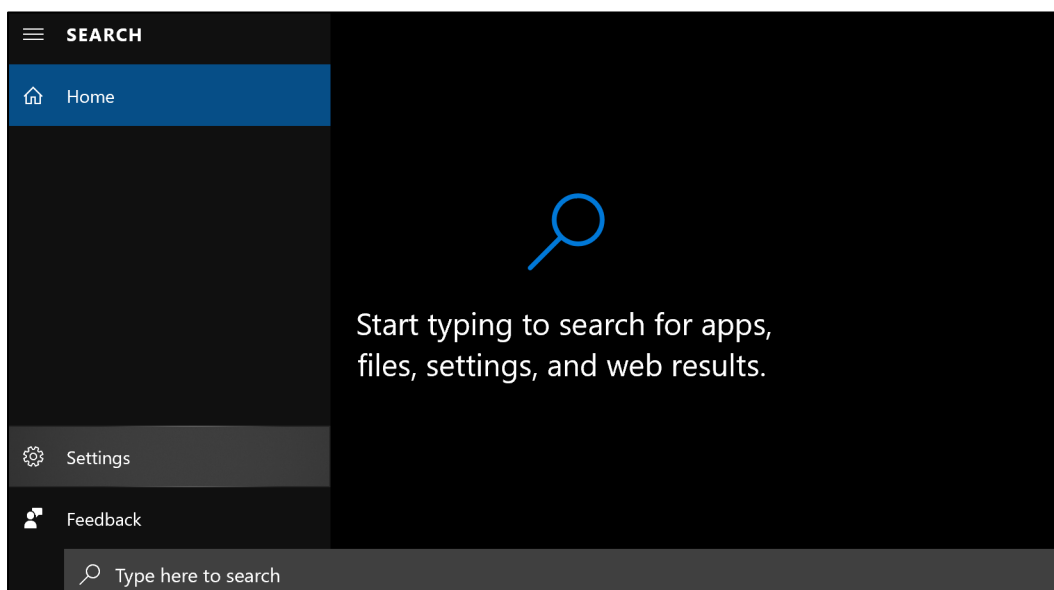 SEARCH
Home
Start typing to search for apps,
files, settings, and web results.
Settings
Feedback
Type here to search